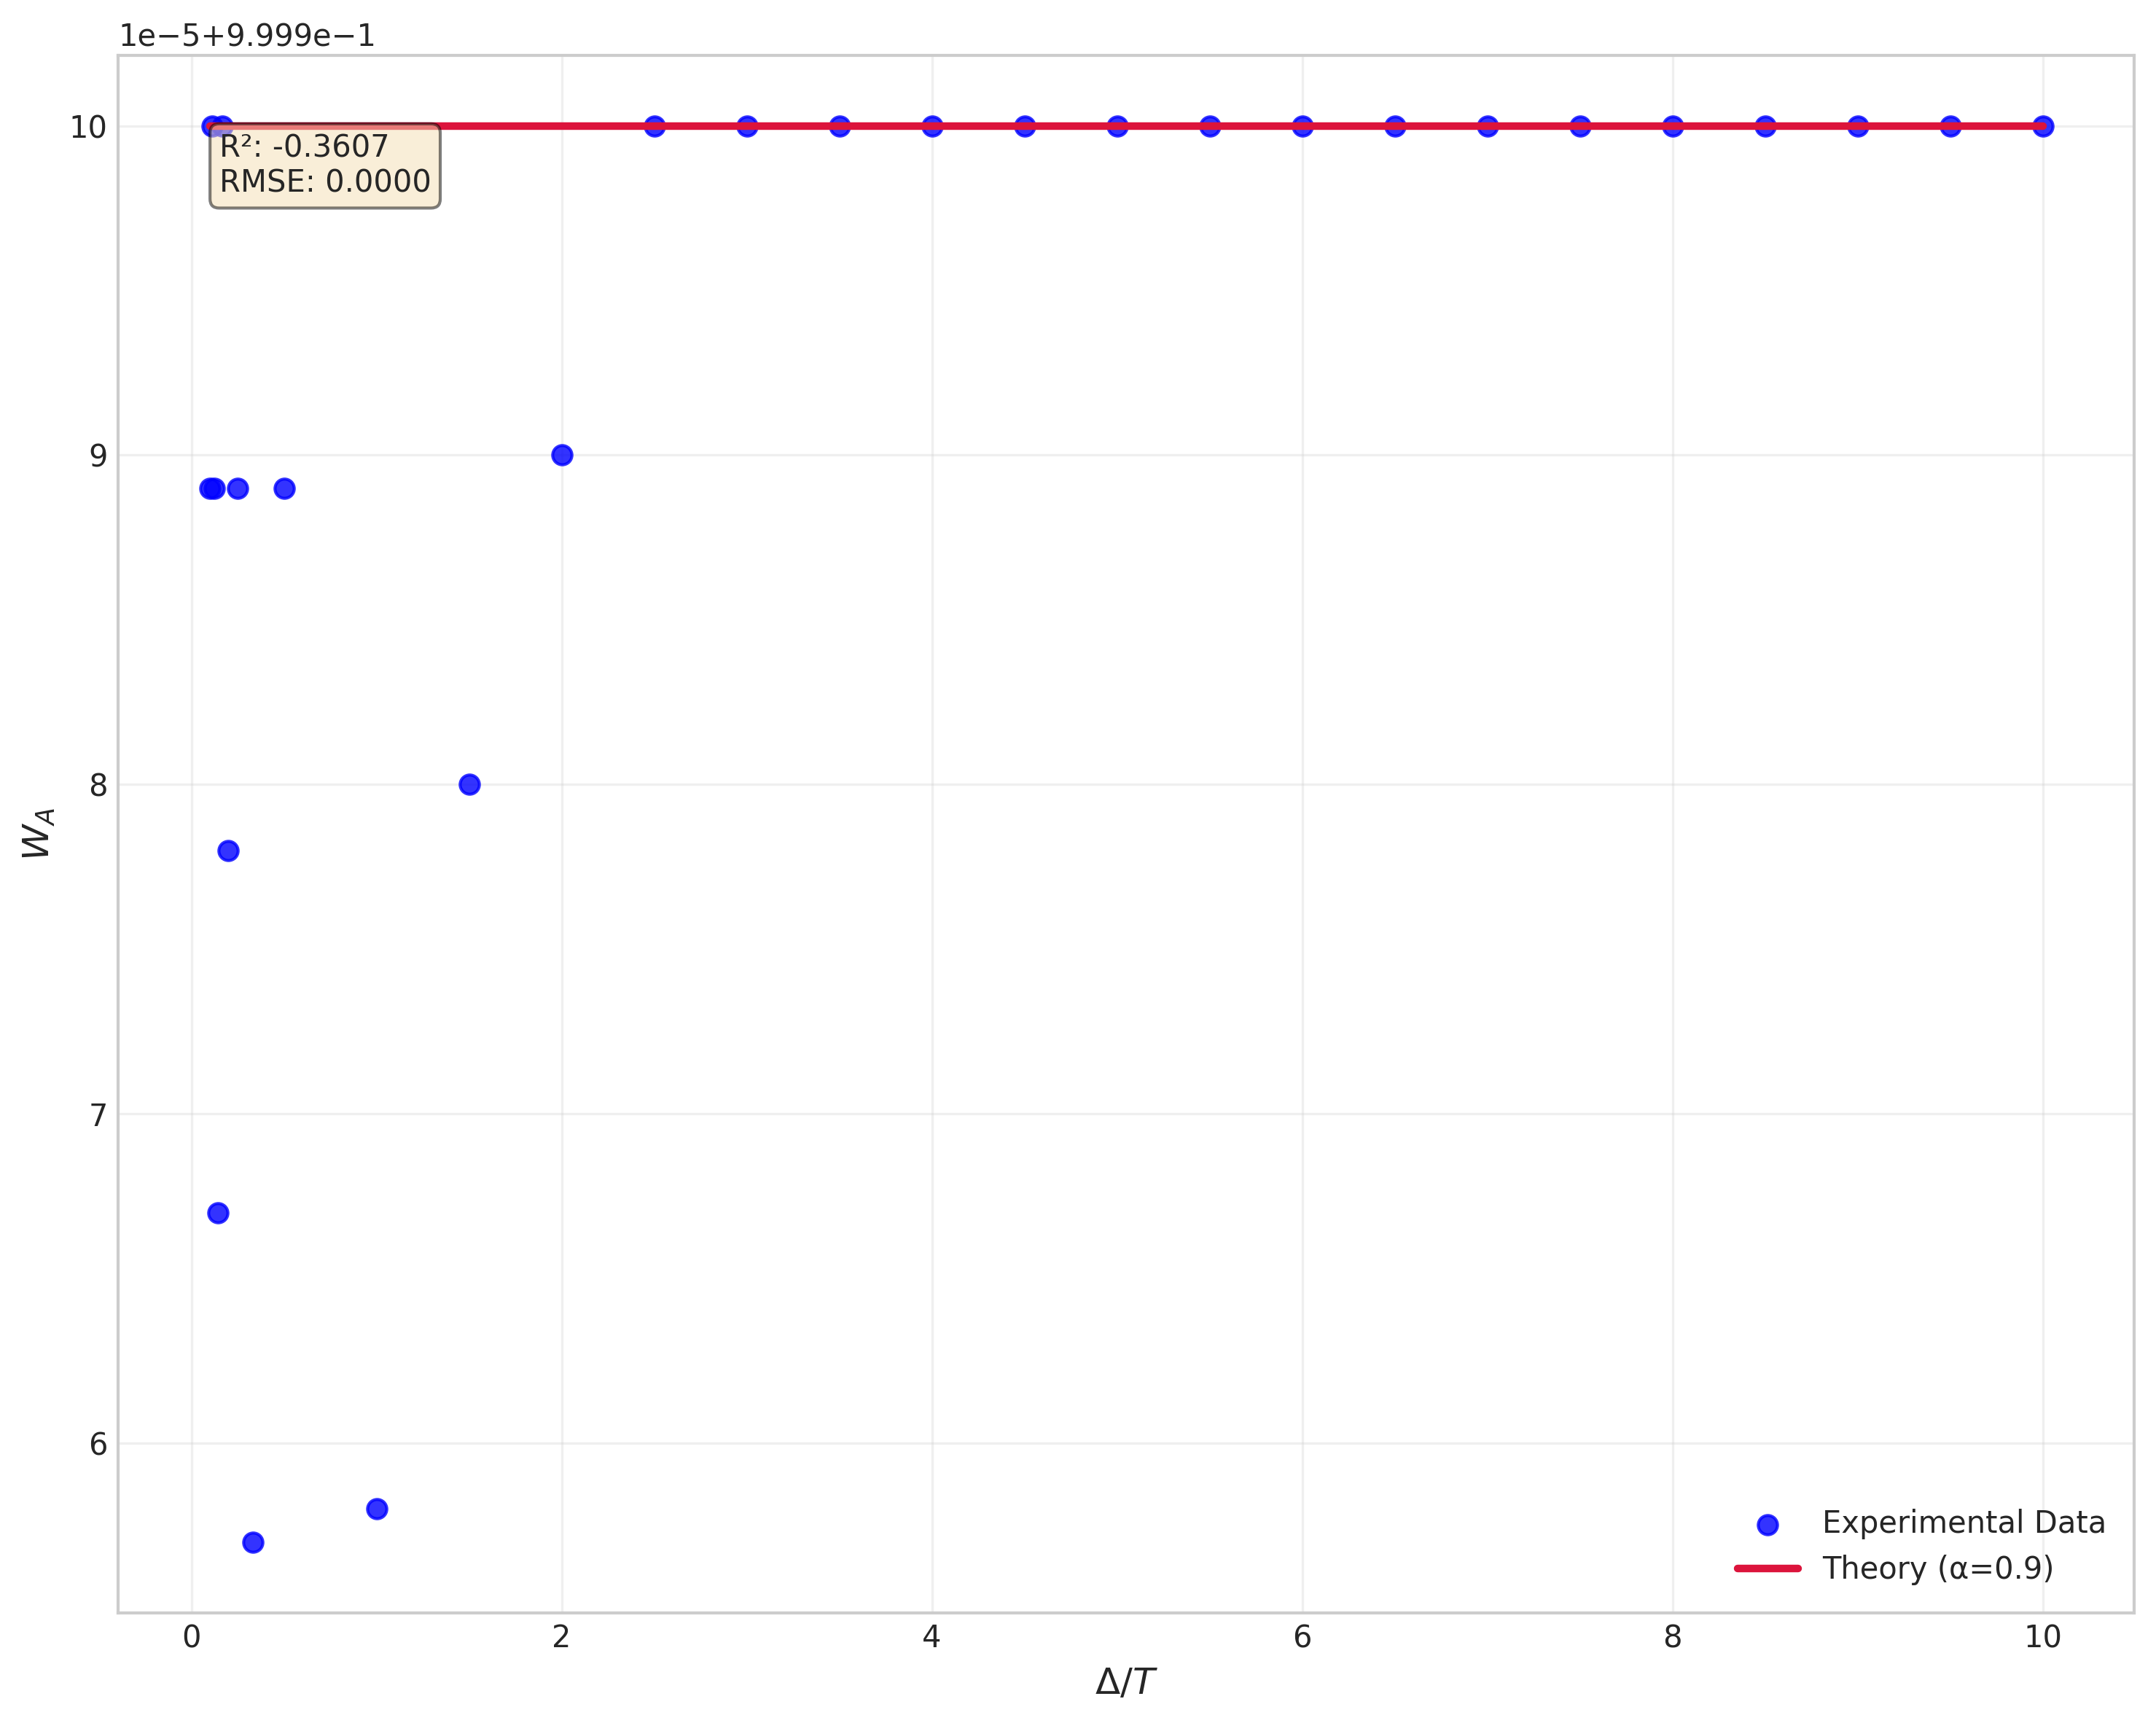 1e−5+9.999e−1
10
9
8
7
6
W_A
R²: -0.3607
RMSE: 0.0000
Experimental Data
Theory (α=0.9)
0 2 4 6 8 10
Δ/T